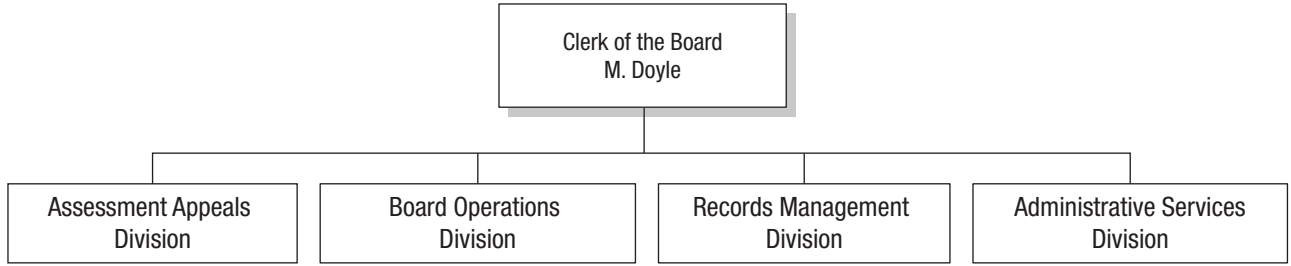 Clerk of the Board
M. Doyle
Assessment Appeals
Division
Board Operations
Division
Records Management
Division
Administrative Services
Division